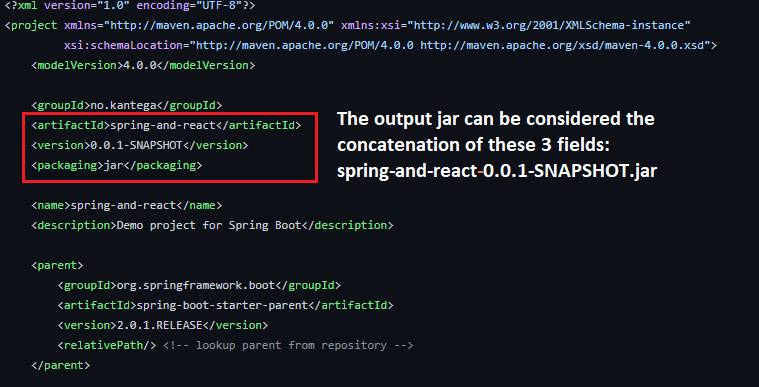 <?xml version="1.0" encoding="UTF-8"?>
<project xmlns="http://maven.apache.org/POM/4.0.0" xmlns:xsi="http://www.w3.org/2001/XMLSchema-instance"
xsi:schemaLocation="http://maven.apache.org/POM/4.0.0 http://maven.apache.org/xsd/maven-4.0.0.xsd">
<modelVersion>4.0.0</modelVersion>
<groupId>no.kantega</groupId>
<artifactId>spring-and-react</artifactId>
<version>0.0.1-SNAPSHOT</version>
<packaging>jar</packaging>
The output jar can be considered the
concatenation of these 3 fields:
spring-and-react-0.0.1-SNAPSHOT.jar
<name>spring-and-react</name>
<description>Demo project for Spring Boot</description>
<parent>
<groupId>org.springframework.boot</groupId>
<artifactId>spring-boot-starter-parent</artifactId>
<version>2.0.1.RELEASE</version>
<relativePath/> <!-- lookup parent from repository -->
</parent>